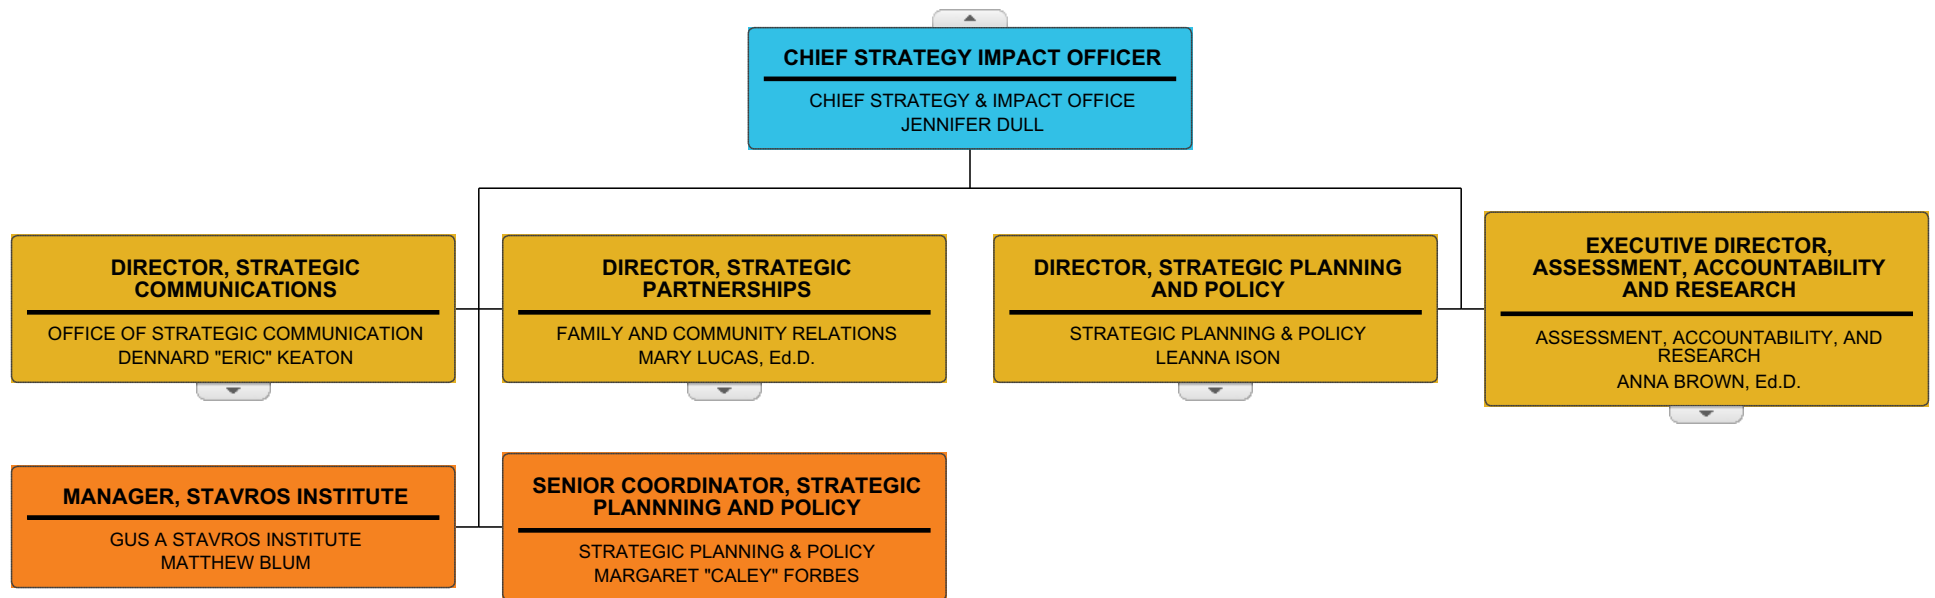 CHIEF STRATEGY IMPACT OFFICER
CHIEF STRATEGY & IMPACT OFFICE
JENNIFER DULL
DIRECTOR, STRATEGIC
COMMUNICATIONS
OFFICE OF STRATEGIC COMMUNICATION
DENNARD "ERIC" KEATON
DIRECTOR, STRATEGIC
PARTNERSHIPS
FAMILY AND COMMUNITY RELATIONS
MARY LUCAS, Ed.D.
DIRECTOR, STRATEGIC PLANNING
AND POLICY
STRATEGIC PLANNING & POLICY
LEANNA ISON
EXECUTIVE DIRECTOR,
ASSESSMENT, ACCOUNTABILITY
AND RESEARCH
ASSESSMENT, ACCOUNTABILITY, AND
RESEARCH
ANNA BROWN, Ed.D.
MANAGER, STAVROS INSTITUTE
GUS A STAVROS INSTITUTE
MATTHEW BLUM
SENIOR COORDINATOR, STRATEGIC
PLANNNING AND POLICY
STRATEGIC PLANNING & POLICY
MARGARET "CALEY" FORBES